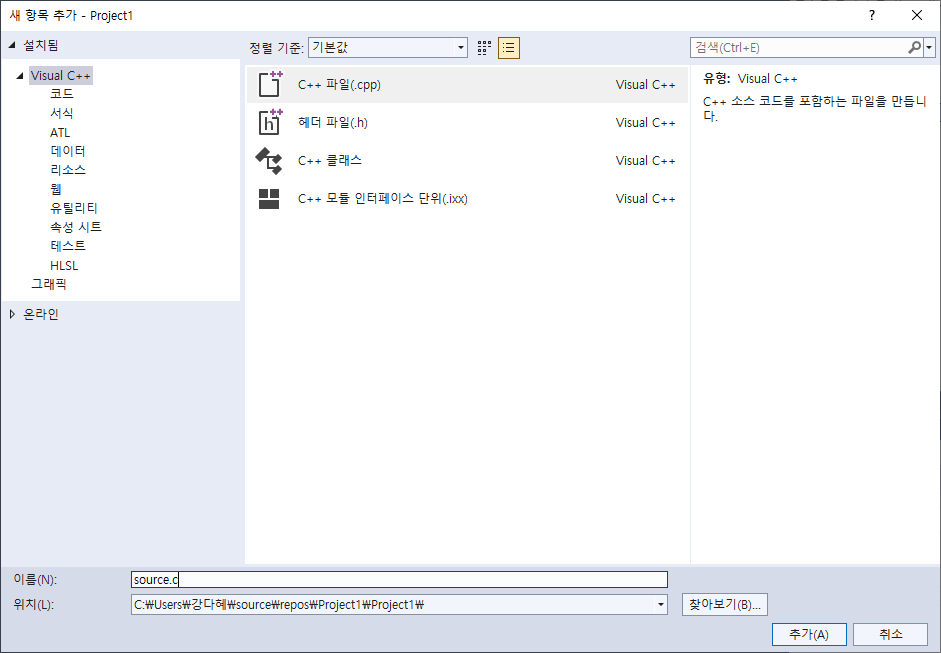 새 항목 추가 - Project1
?
설치됨
정렬 기준: 기본값
검색(Ctrl+E)
Visual C++
코드
서식
ATL
데이터
리소스
웹
유틸리티
속성 시트
테스트
HLSL
그래픽
온라인
C++ 파일(.cpp) Visual C++
헤더 파일(.h) Visual C++
C++ 클래스 Visual C++
C++ 모듈 인터페이스 단위(.ixx) Visual C++
유형: Visual C++
C++ 소스 코드를 포함하는 파일을 만듭니
다.
이름(N): source.c
위치(L): C:₩Users₩강다혜₩source₩repos₩Project1₩Project1₩ 찾아보기(B)...
추가(A) 취소